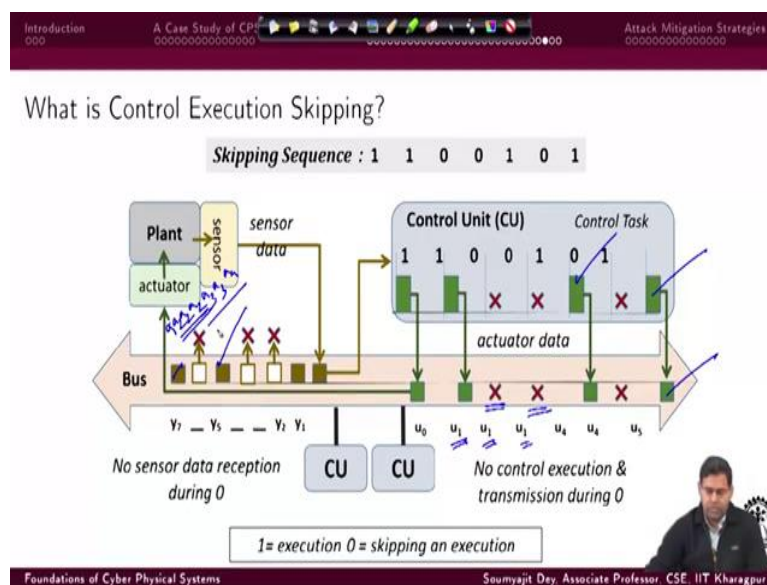 Introduction
A Case Study of CPS
Attack Mitigation Strategies
What is Control Execution Skipping?
Skipping Sequence : 1 1 0 0 1 0 1
Plant
sensor
sensor data
actuator
Control Unit (CU)
Control Task
1 1 0 0 1 0 1
actuator data
Bus
y₇ _ y₅ _ _ y₂ y₁
u₀ u₁ u₁ u₁ u₄ u₄ u₅
No sensor data reception during 0
CU
CU
No control execution & transmission during 0
1= execution 0 = skipping an execution
Foundations of Cyber Physical Systems
Soumyajit Dey, Associate Professor, CSE, IIT Kharagpur